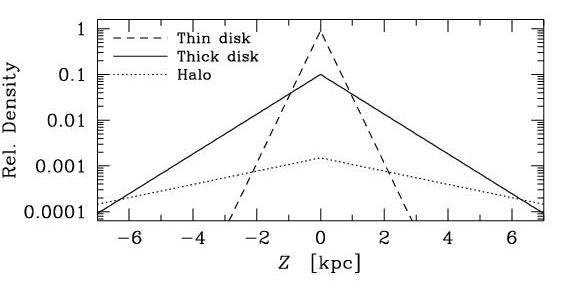 1
0.1
0.01
0.001
0.0001
Rel. Density
Thin disk
Thick disk
Halo
−6 −4 −2 0 2 4 6
Z [kpc]